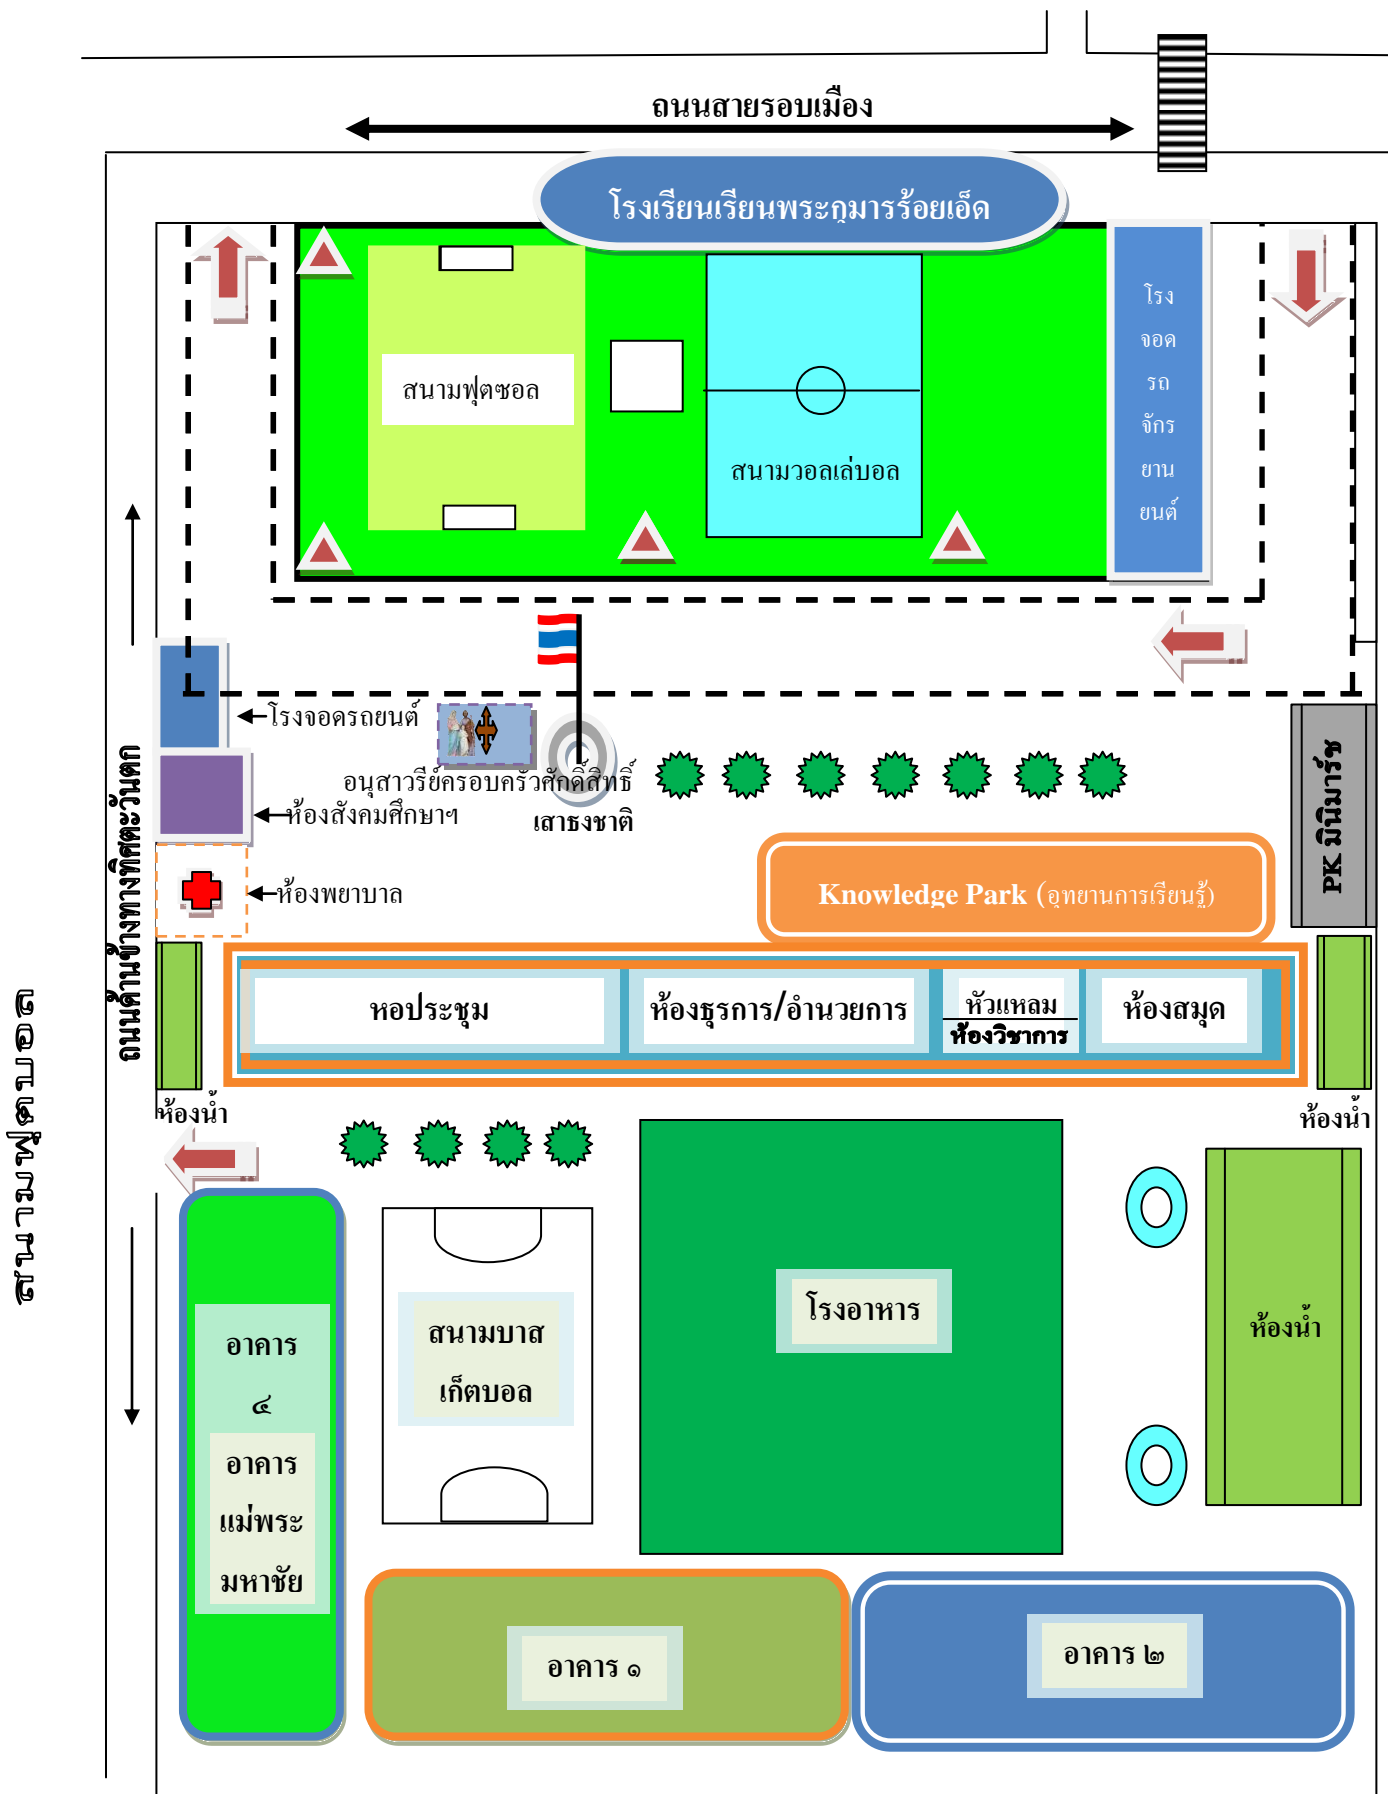 ถนนสายรอบเมือง
โรงเรียนเรียนพระกุมารร้อยเอ็ด
โรง
จอด
รถ
จักร
ยาน
ยนต์
สนามฟุตซอล
สนามวอลเล่บอล
โรงจอดรถยนต์
อนุสาวรีย์ครอบครัวศักดิ์สิทธิ์
ห้องสังคมศึกษาฯ
เสาธงชาติ
PK มินิมาร์ช
ถนนด้านข้างทางทิศตะวันตก
ห้องพยาบาล
Knowledge Park (อุทยานการเรียนรู้)
หอประชุม
ห้องธุรการ/อำนวยการ
หัวแหลม
ห้องวิชาการ
ห้องสมุด
ห้องน้ำ
ห้องน้ำ
สนามฟุตบอล
อาคาร
๔
อาคาร
แม่พระ
มหาชัย
สนามบาส
เก็ตบอล
โรงอาหาร
ห้องน้ำ
อาคาร ๑
อาคาร ๒